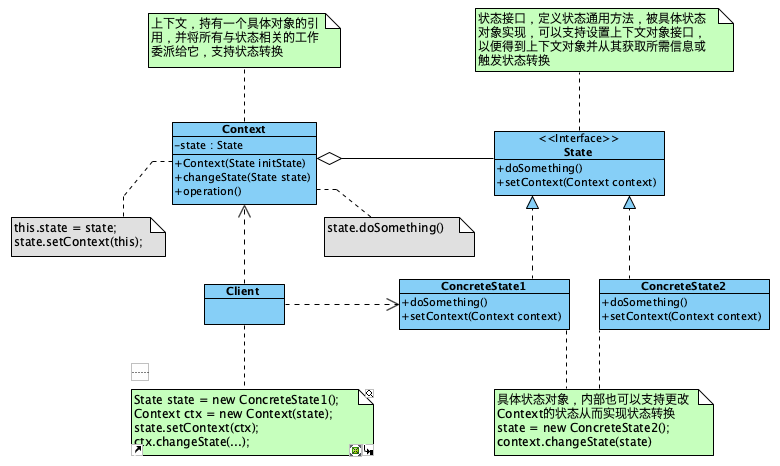 上下文，持有一个具体对象的引
用，并将所有与状态相关的工作
委派给它，支持状态转换
状态接口，定义状态通用方法，被具体状态
对象实现，可以支持设置上下文对象接口，
以便得到上下文对象并从其获取所需信息或
触发状态转换
Context
-state : State
+Context(State initState)
+changeState(State state)
+operation()
<<Interface>>
State
+doSomething()
+setContext(Context context)
this.state = state;
state.setContext(this);
state.doSomething()
Client
ConcreteState1
+doSomething()
+setContext(Context context)
ConcreteState2
+doSomething()
+setContext(Context context)
State state = new ConcreteState1();
Context ctx = new Context(state);
state.setContext(ctx);
ctx.changeState(...);
具体状态对象，内部也可以支持更改
Context的状态从而实现状态转换
state = new ConcreteState2();
context.changeState(state)